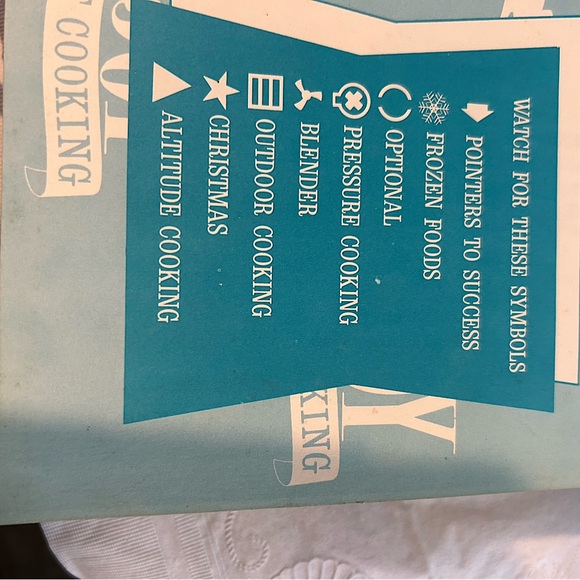 WATCH FOR THESE SYMBOLS
POINTERS TO SUCCESS
FROZEN FOODS
OPTIONAL
PRESSURE COOKING
BLENDER
OUTDOOR COOKING
CHRISTMAS
ALTITUDE COOKING
COOKING
OY
KING